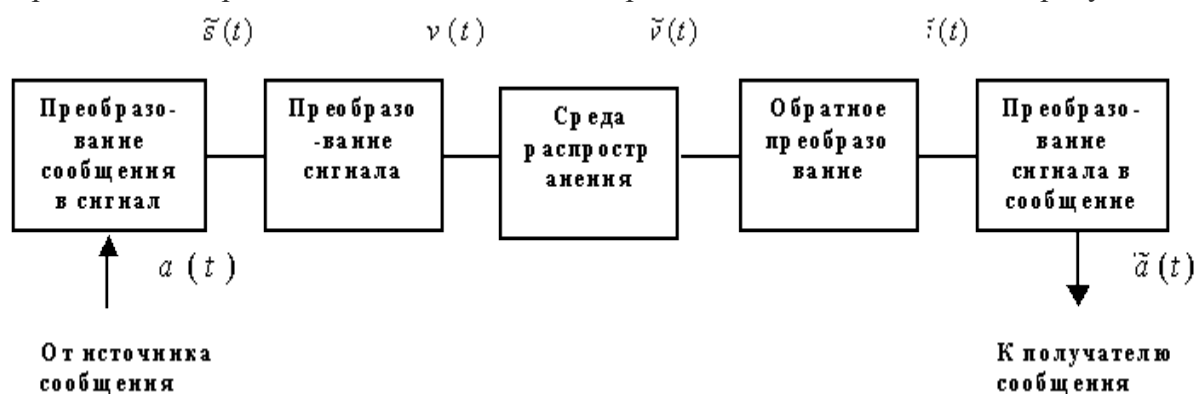 s̃(t) v(t) ṽ(t) (t)
Преобразо-
вание
сообщения
в сигнал
Преобразо
-вание
сигнала
Среда
распростр
анения
Обратное
преобразо
вание
Преобразо-
вание
сигнала в
сообщение
a (t)
ã(t)
От источника
сообщения
К получателю
сообщения